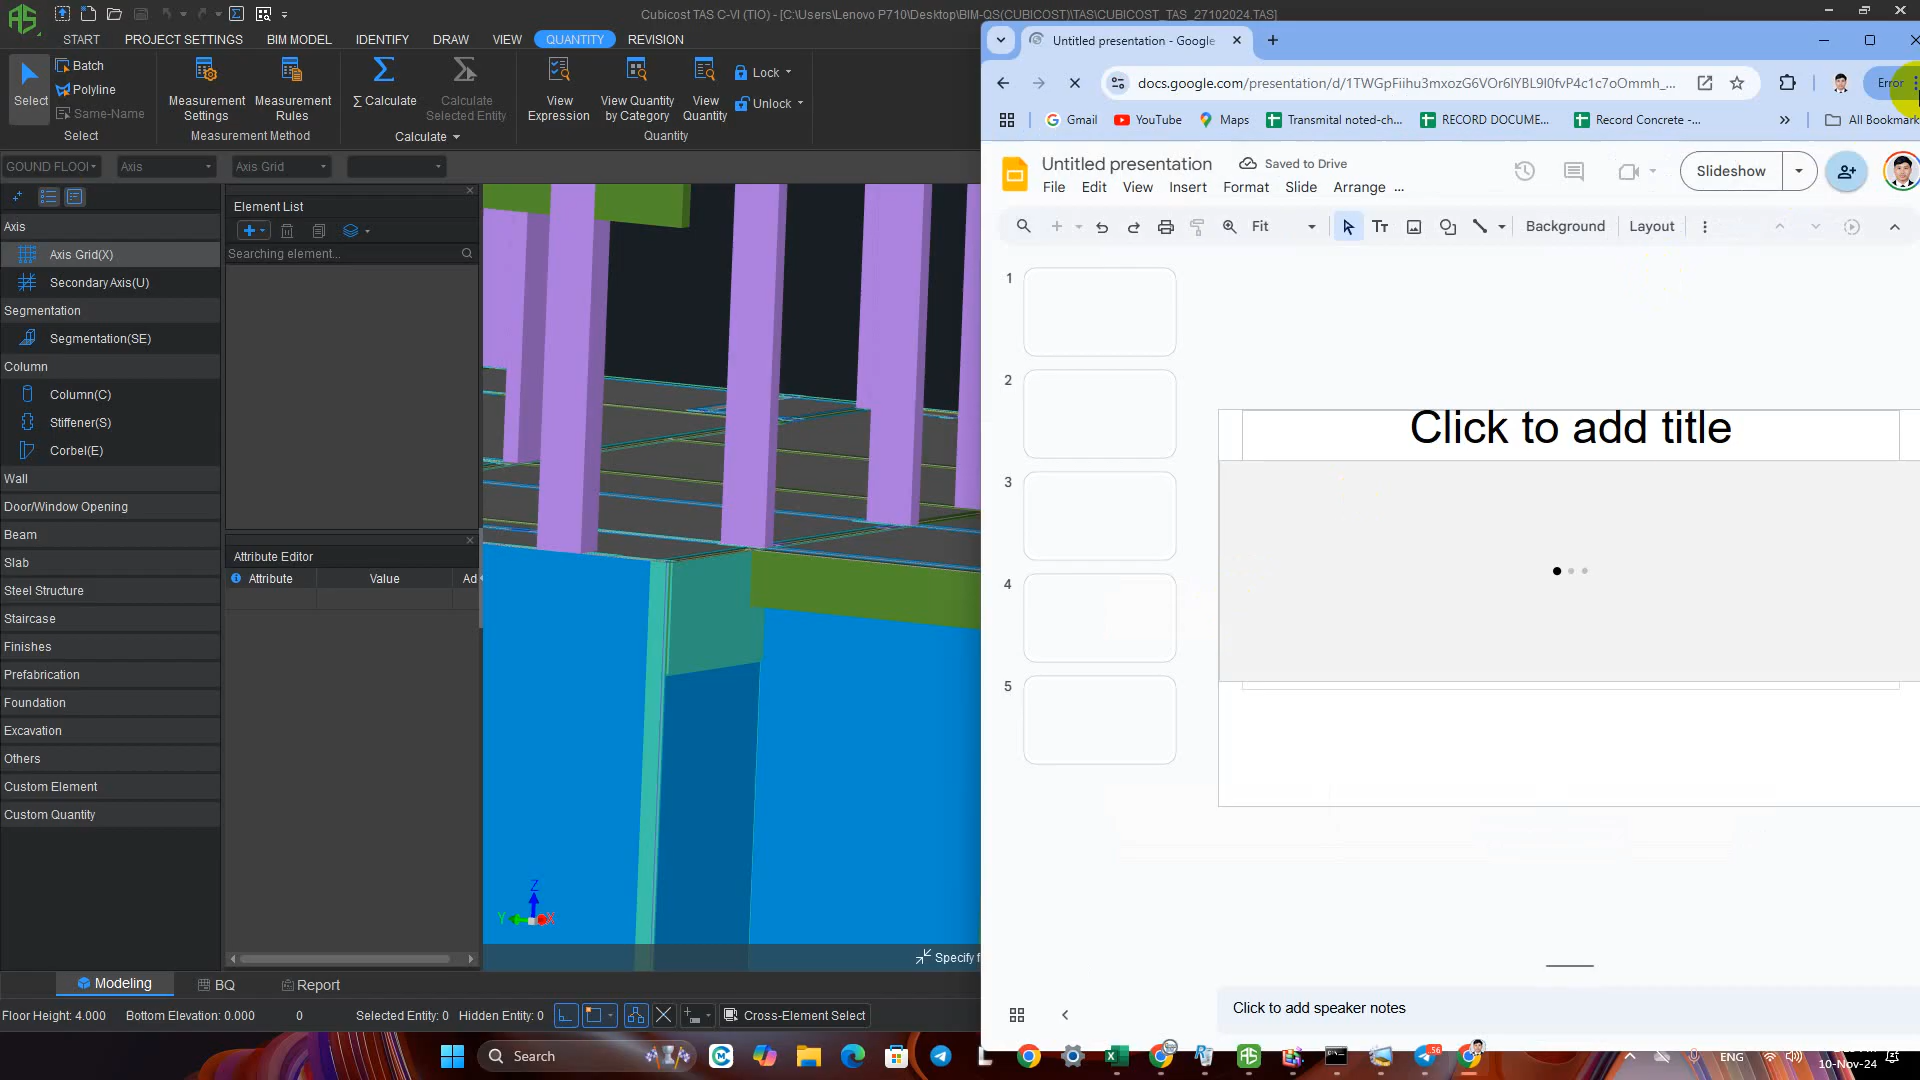 Cubicost TAS C-VI (TIO) - [C:\Users\Lenovo P710\Desktop\BIM-QS(CUBICOST)\TAS\CUBICOST_TAS_27102024.TAS]
START PROJECT SETTINGS BIM MODEL IDENTIFY DRAW VIEW QUANTITY REVISION
Select
Batch
Polyline
Same-Name
Select
Measurement Settings
Measurement Rules
Measurement Method
Σ Calculate
Calculate Selected Entity
Calculate
View Expression
View Quantity by Category
View Quantity
Quantity
Lock
Unlock
GOUND FLOOI Axis Axis Grid
Axis
Axis Grid(X)
Secondary Axis(U)
Segmentation
Segmentation(SE)
Column
Column(C)
Stiffener(S)
Corbel(E)
Wall
Door/Window Opening
Beam
Slab
Steel Structure
Staircase
Finishes
Prefabrication
Foundation
Excavation
Others
Custom Element
Custom Quantity
Element List
Searching element...
Attribute Editor
Attribute Value Ad
Z
Y X
Specify f
Modeling BQ Report
Floor Height: 4.000 Bottom Elevation: 0.000 0 Selected Entity: 0 Hidden Entity: 0 Cross-Element Select
Untitled presentation - Google
docs.google.com/presentation/d/1TWGpFiihu3mxozG6VOr6lYBL9l0fvP4c1c7oOmmh_...
Error
Gmail YouTube Maps Transmital noted-ch... RECORD DOCUME... Record Concrete -... » All Bookmark
Untitled presentation Saved to Drive
File Edit View Insert Format Slide Arrange ...
Slideshow
Fit Background Layout
1
2
3
4
5
Click to add title
Click to add speaker notes
Search
56
ENG
10-Nov-24